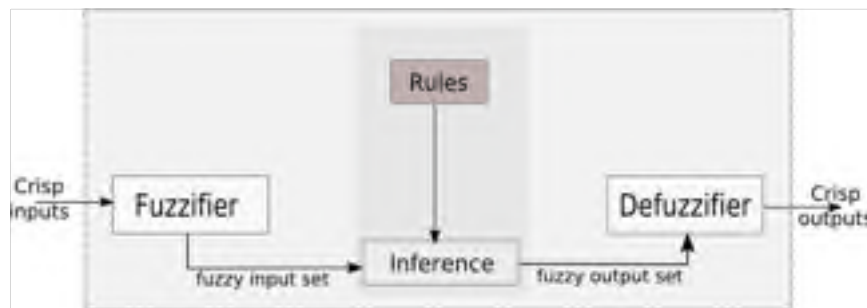 Rules
Crisp
inputs
Fuzzifier
Defuzzifier
Crisp
outputs
Inference
fuzzy input set
fuzzy output set